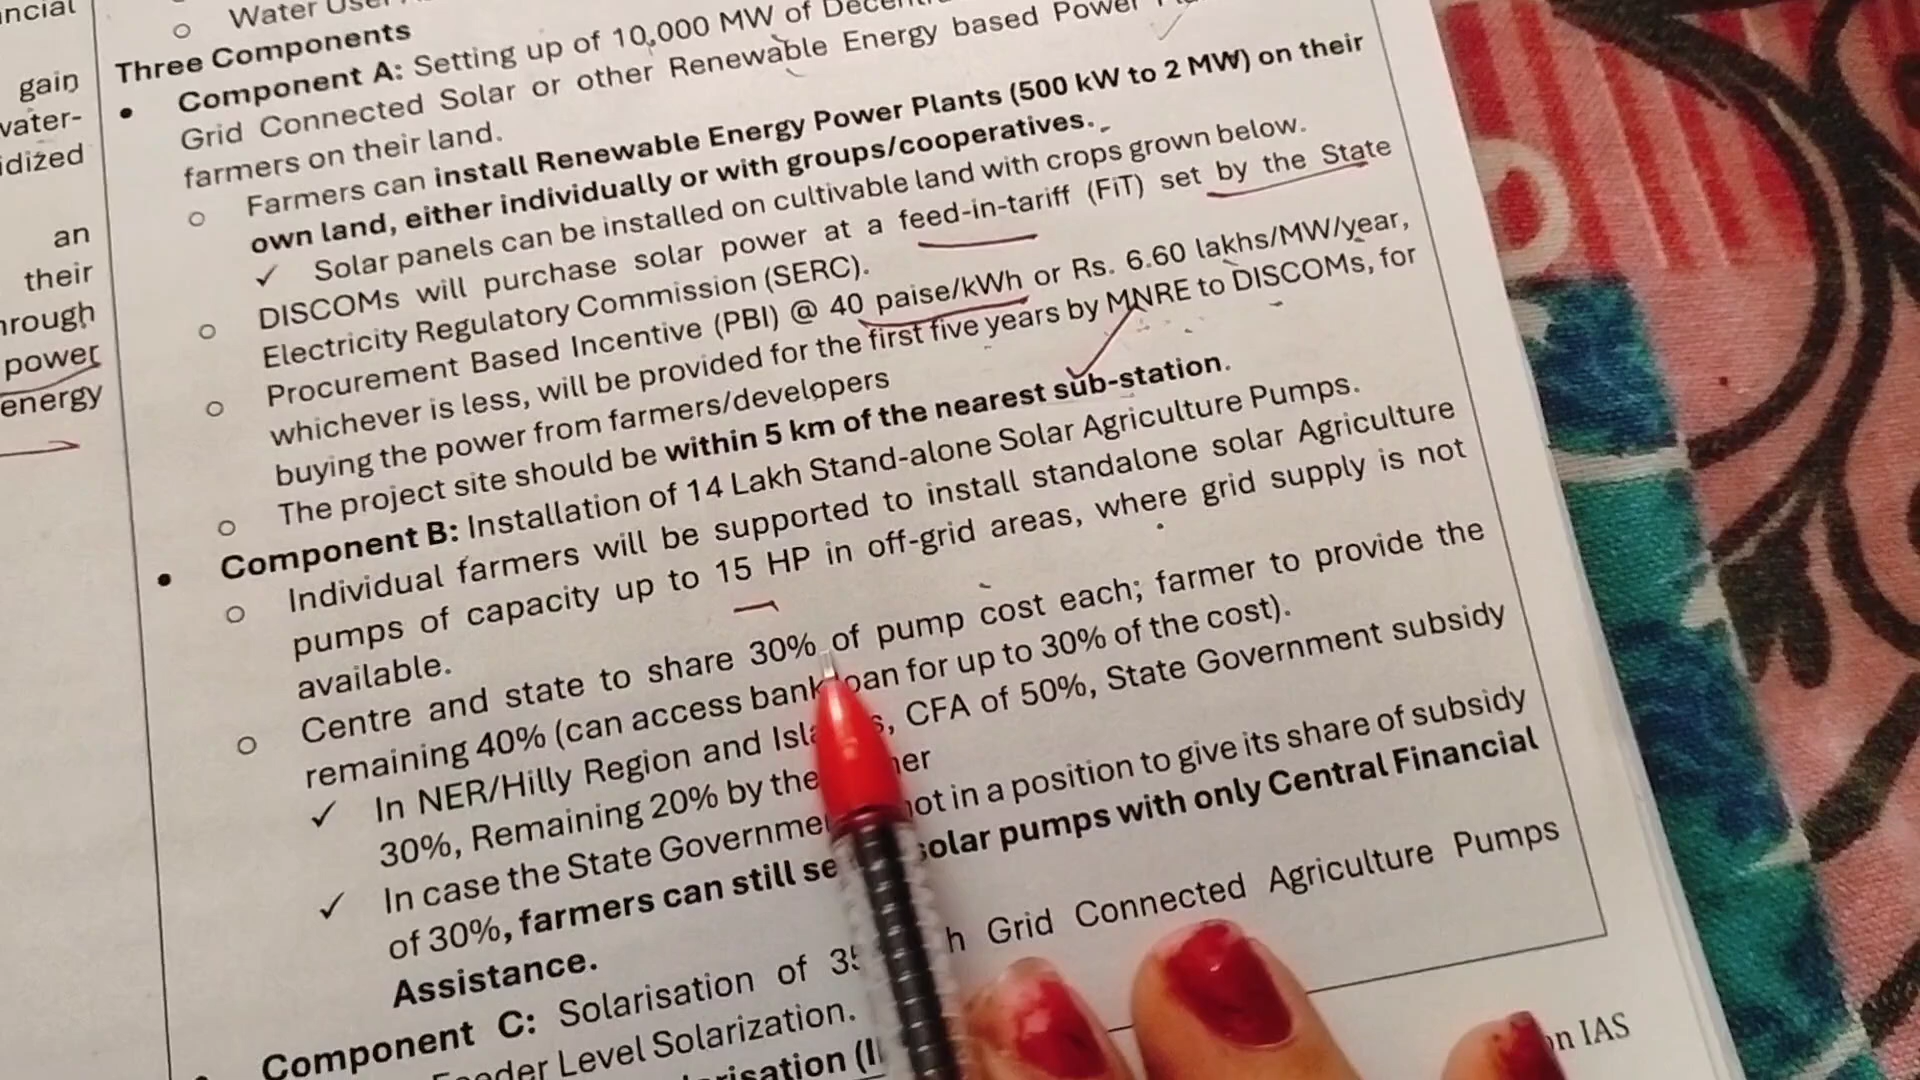 ncial
gain
water-
idized
an
their
hrough
power
energy
Water
Three Components
Component A: Setting up of 10,000 MW of
Grid Connected Solar or other Renewable Energy based Power
farmers on their land.
Farmers can install Renewable Energy Power Plants (500 kW to 2 MW) on their
own land, either individually or with groups/cooperatives.
✓ Solar panels can be installed on cultivable land with crops grown below.
DISCOMs will purchase solar power at a feed-in-tariff (FiT) set by the State
Electricity Regulatory Commission (SERC).
Procurement Based Incentive (PBI) @ 40 paise/kWh or Rs. 6.60 lakhs/MW/year,
whichever is less, will be provided for the first five years by MNRE to DISCOMs, for
buying the power from farmers/developers
The project site should be within 5 km of the nearest sub-station.
Component B: Installation of 14 Lakh Stand-alone Solar Agriculture Pumps.
Individual farmers will be supported to install standalone solar Agriculture
pumps of capacity up to 15 HP in off-grid areas, where grid supply is not
available.
Centre and state to share 30% of pump cost each; farmer to provide the
remaining 40% (can access bank loan for up to 30% of the cost).
✓ In NER/Hilly Region and CFA of 50%, State Government subsidy
30%, Remaining 20% by the
✓ In case the State not in a position to give its share of subsidy
of 30%, farmers can still solar pumps with only Central Financial
Assistance.
Component C: Solarisation of Grid Connected Agriculture Pumps
Level Solarization.
IAS